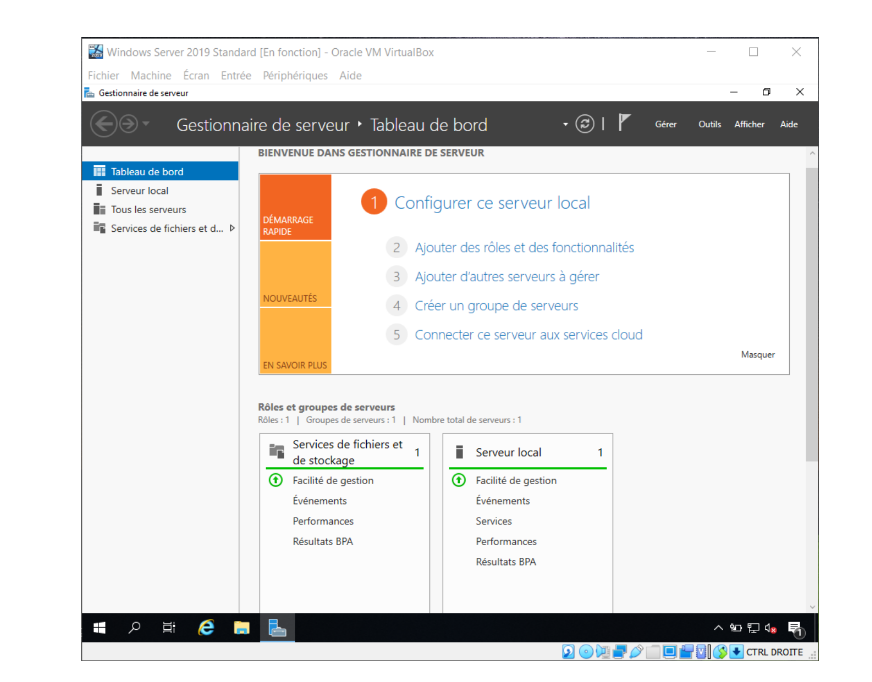 Windows Server 2019 Standard [En fonction] - Oracle VM VirtualBox
Fichier Machine Écran Entrée Périphériques Aide
Gestionnaire de serveur
Gestionnaire de serveur ‣ Tableau de bord
Gérer Outils Afficher Aide
BIENVENUE DANS GESTIONNAIRE DE SERVEUR
Tableau de bord
Serveur local
Tous les serveurs
Services de fichiers et d...
DÉMARRAGE
RAPIDE
NOUVEAUTÉS
EN SAVOIR PLUS
1 Configurer ce serveur local
2 Ajouter des rôles et des fonctionnalités
3 Ajouter d'autres serveurs à gérer
4 Créer un groupe de serveurs
5 Connecter ce serveur aux services cloud
Masquer
Rôles et groupes de serveurs
Rôles : 1 | Groupes de serveurs : 1 | Nombre total de serveurs : 1
Services de fichiers et
de stockage
1
Facilité de gestion
Événements
Performances
Résultats BPA
Serveur local 1
Facilité de gestion
Événements
Services
Performances
Résultats BPA
1
CTRL DROITE